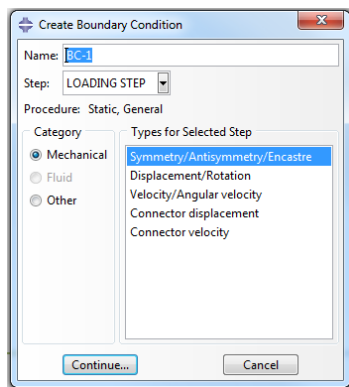 Create Boundary Condition
Name: BC-1
Step: LOADING STEP
Procedure: Static, General
Category
Types for Selected Step
Mechanical
Fluid
Other
Symmetry/Antisymmetry/Encastre
Displacement/Rotation
Velocity/Angular velocity
Connector displacement
Connector velocity
Continue...
Cancel